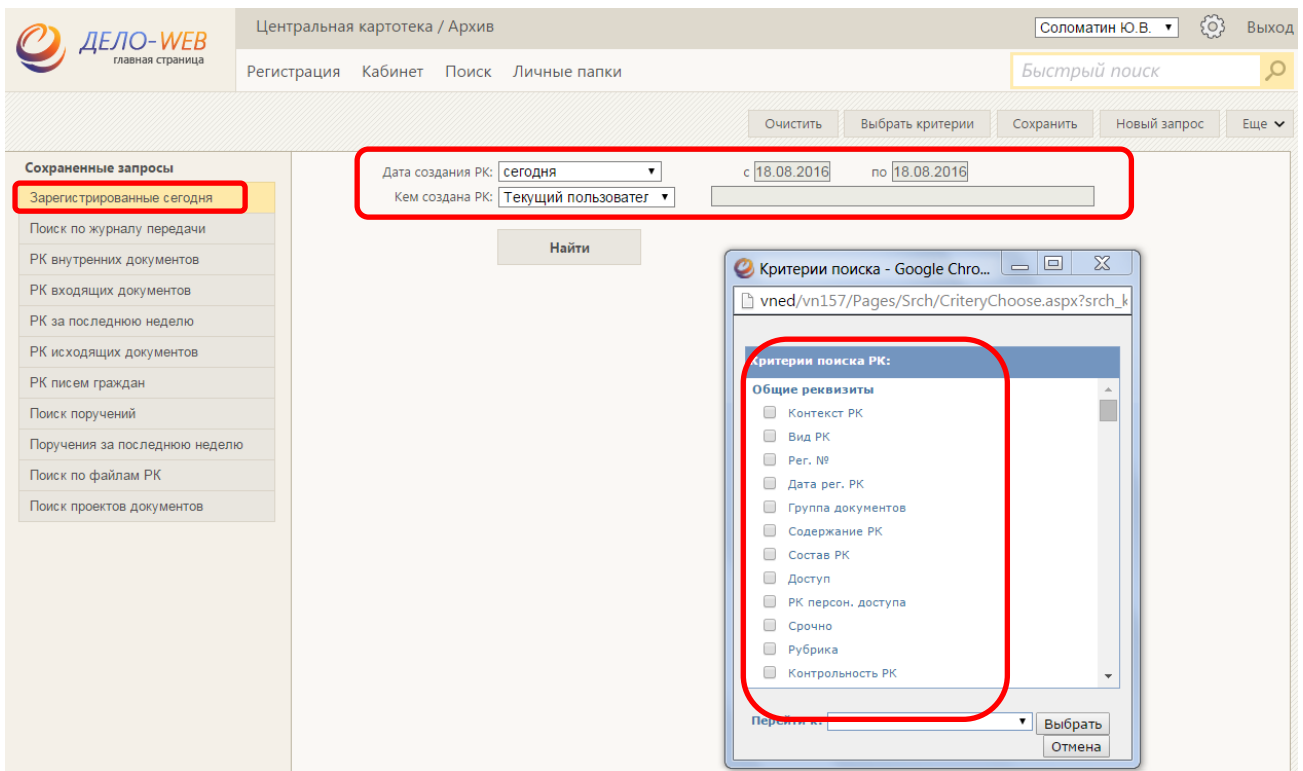 ДЕЛО-WEB
главная страница
Центральная картотека / Архив
Соломатин Ю.В.
Выход
Регистрация Кабинет Поиск Личные папки
Быстрый поиск
Очистить Выбрать критерии Сохранить Новый запрос Еще
Сохраненные запросы
Зарегистрированные сегодня
Поиск по журналу передачи
РК внутренних документов
РК входящих документов
РК за последнюю неделю
РК исходящих документов
РК писем граждан
Поиск поручений
Поручения за последнюю неделю
Поиск по файлам РК
Поиск проектов документов
Дата создания РК: сегодня с 18.08.2016 по 18.08.2016
Кем создана РК: Текущий пользовател
Найти
Критерии поиска - Google Chro...
vned/vn157/Pages/Srch/CriteryChoose.aspx?srch_k
Критерии поиска РК:
Общие реквизиты
Контекст РК
Вид РК
Рег. №
Дата рег. РК
Группа документов
Содержание РК
Состав РК
Доступ
РК персон. доступа
Срочно
Рубрика
Контрольность РК
Перейти к:
Выбрать
Отмена